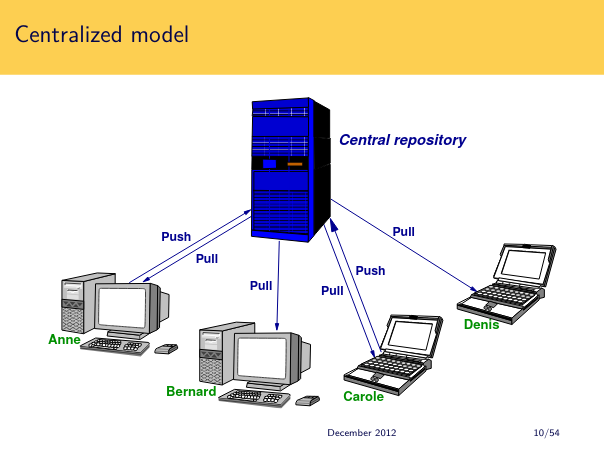 Centralized model
Central repository
Push
Pull
Pull
Pull
Push
Pull
Anne
Bernard
Carole
Denis
December 2012
10/54